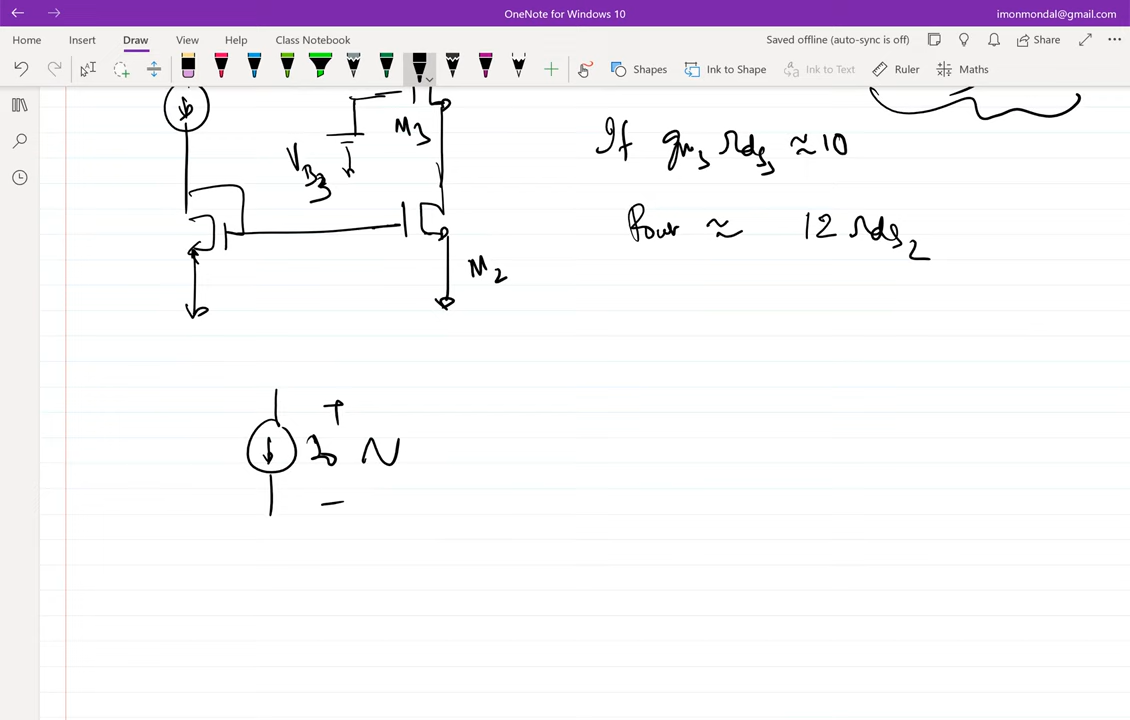 OneNote for Windows 10
imonmondal@gmail.com
Home Insert Draw View Help Class Notebook
Saved offline (auto-sync is off) Share
Shapes Ink to Shape Ink to Text Ruler Maths
M3
VB3
If gm3 rds3 ≈ 10
Rout ≈ 12 rds2
M2
+
I0
−